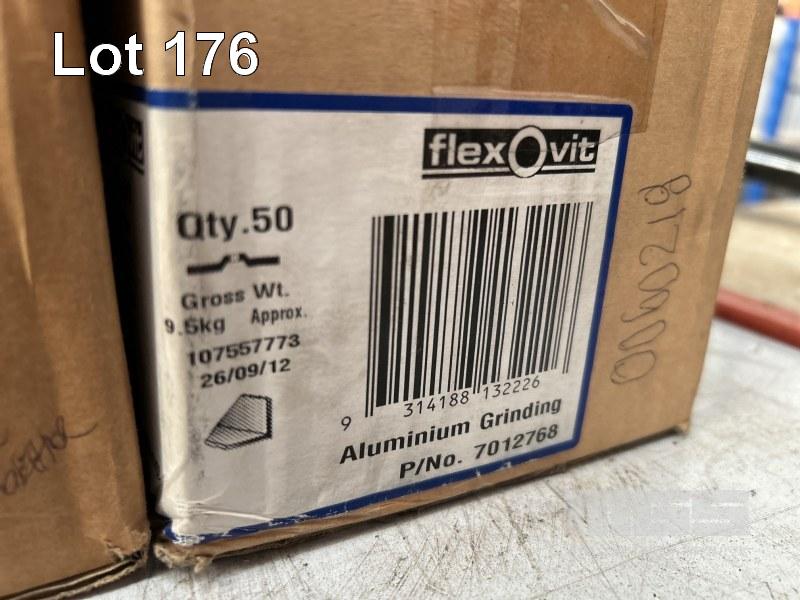 Lot 176
flexOvit
Qty.50
Gross Wt.
9.5kg Approx.
107557773
26/09/12
9 314188 132226
Aluminium Grinding
P/No. 7012768